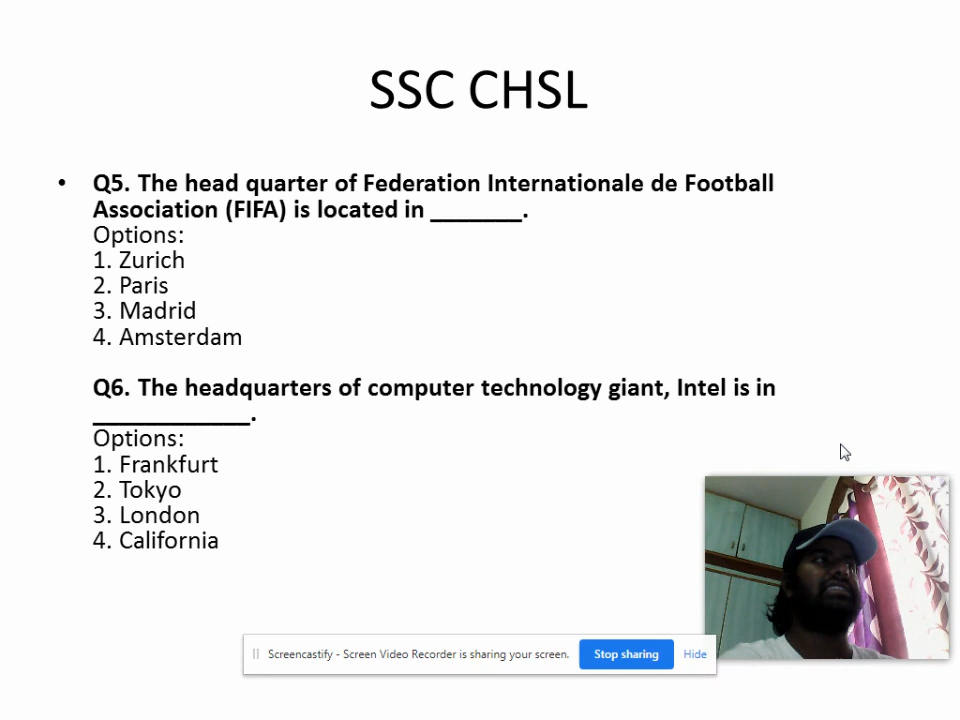 SSC CHSL
• Q5. The head quarter of Federation Internationale de Football
Association (FIFA) is located in _______.
Options:
1. Zurich
2. Paris
3. Madrid
4. Amsterdam
Q6. The headquarters of computer technology giant, Intel is in
____________.
Options:
1. Frankfurt
2. Tokyo
3. London
4. California
Screencastify - Screen Video Recorder is sharing your screen. Stop sharing Hide